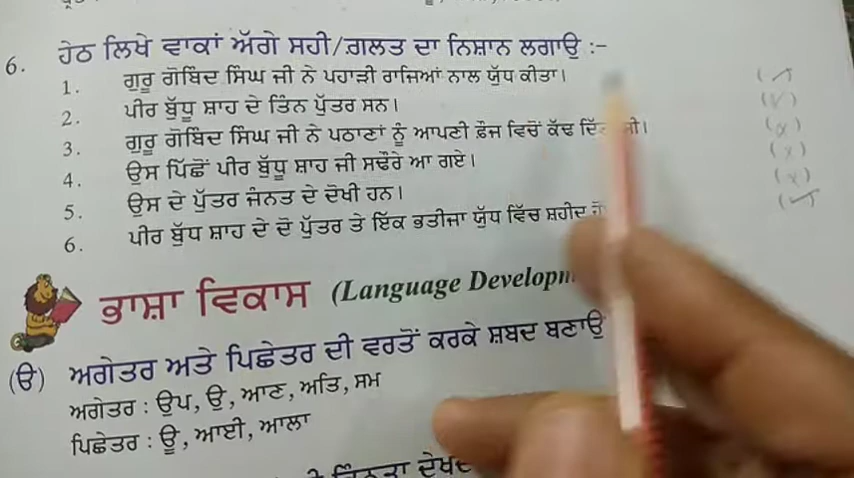 6. ਹੇਠ ਲਿਖੇ ਵਾਕਾਂ ਅੱਗੇ ਸਹੀ/ਗ਼ਲਤ ਦਾ ਨਿਸ਼ਾਨ ਲਗਾਉ :–
1. ਗੁਰੂ ਗੋਬਿੰਦ ਸਿੰਘ ਜੀ ਨੇ ਪਹਾੜੀ ਰਾਜਿਆਂ ਨਾਲ ਯੁੱਧ ਕੀਤਾ। (✓)
2. ਪੀਰ ਬੁੱਧੂ ਸ਼ਾਹ ਦੇ ਤਿੰਨ ਪੁੱਤਰ ਸਨ। (✓)
3. ਗੁਰੂ ਗੋਬਿੰਦ ਸਿੰਘ ਜੀ ਨੇ ਪਠਾਣਾਂ ਨੂੰ ਆਪਣੀ ਫ਼ੌਜ ਵਿਚੋਂ ਕੱਢ (x)
4. ਉਸ ਪਿੱਛੋਂ ਪੀਰ ਬੁੱਧੂ ਸ਼ਾਹ ਜੀ ਸਢੌਰੇ ਆ ਗਏ। (x)
5. ਉਸ ਦੇ ਪੁੱਤਰ ਜੰਨਤ ਦੇ ਦੋਖੀ ਹਨ। (x)
6. ਪੀਰ ਬੁੱਧ ਸ਼ਾਹ ਦੇ ਦੋ ਪੁੱਤਰ ਤੇ ਇੱਕ ਭਤੀਜਾ ਯੁੱਧ ਵਿੱਚ ਸ਼ਹੀਦ (✓)
ਭਾਸ਼ਾ ਵਿਕਾਸ (Language Developm
(ੳ) ਅਗੇਤਰ ਅਤੇ ਪਿਛੇਤਰ ਦੀ ਵਰਤੋਂ ਕਰਕੇ ਸ਼ਬਦ ਬਣਾਉ
ਅਗੇਤਰ : ਉਪ, ਉ, ਆਣ, ਅਤਿ, ਸਮ
ਪਿਛੇਤਰ : ਊ, ਆਈ, ਆਲਾ